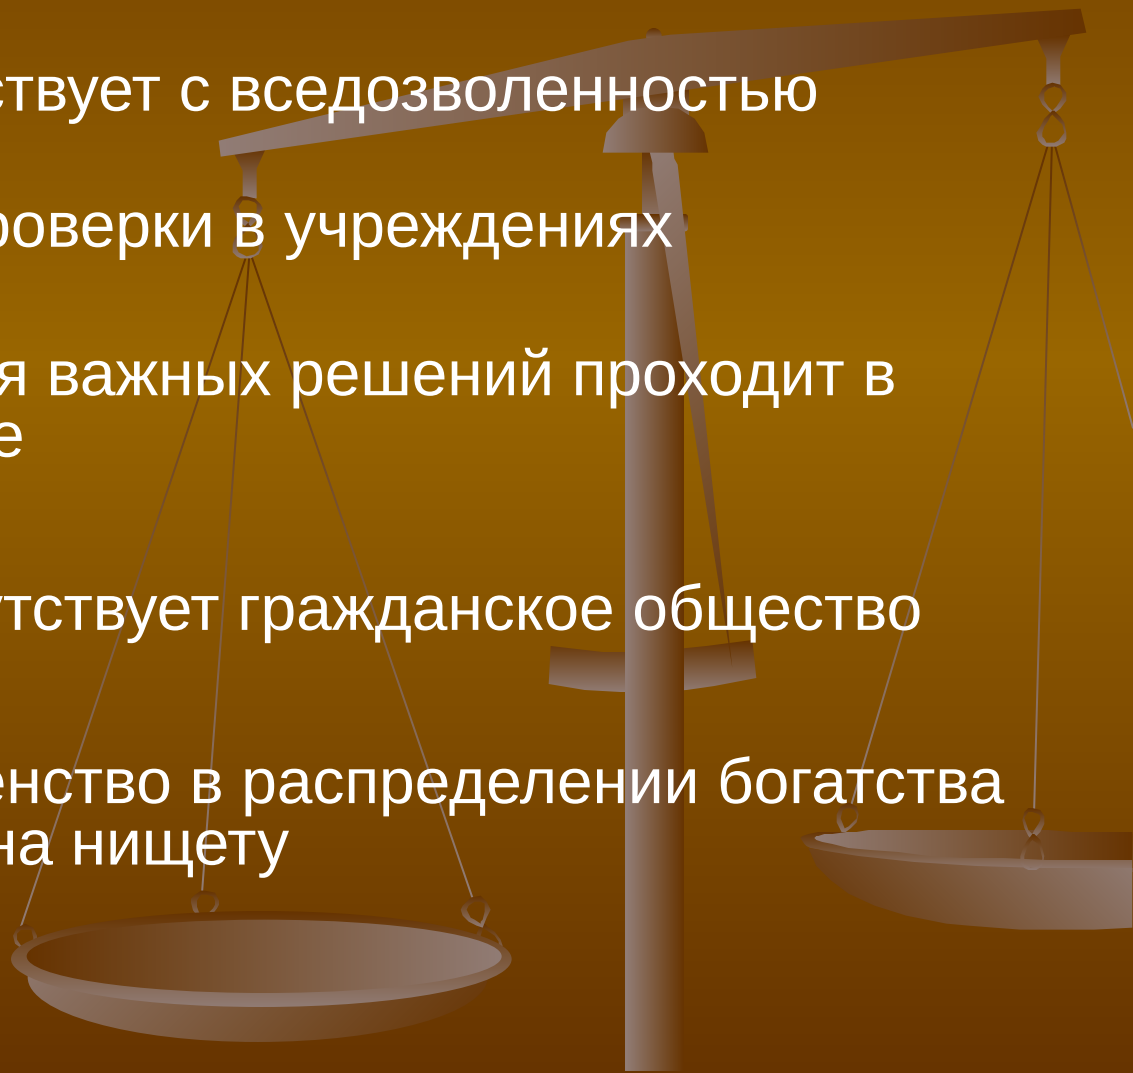 ствует с вседозволенностью
роверки в учреждениях
я важных решений проходит в
е
утствует гражданское общество
енство в распределении богатства
на нищету